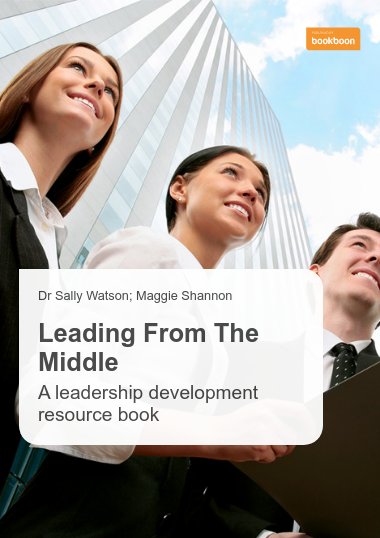 bookboon
Dr Sally Watson; Maggie Shannon
Leading From The
Middle
A leadership development
resource book